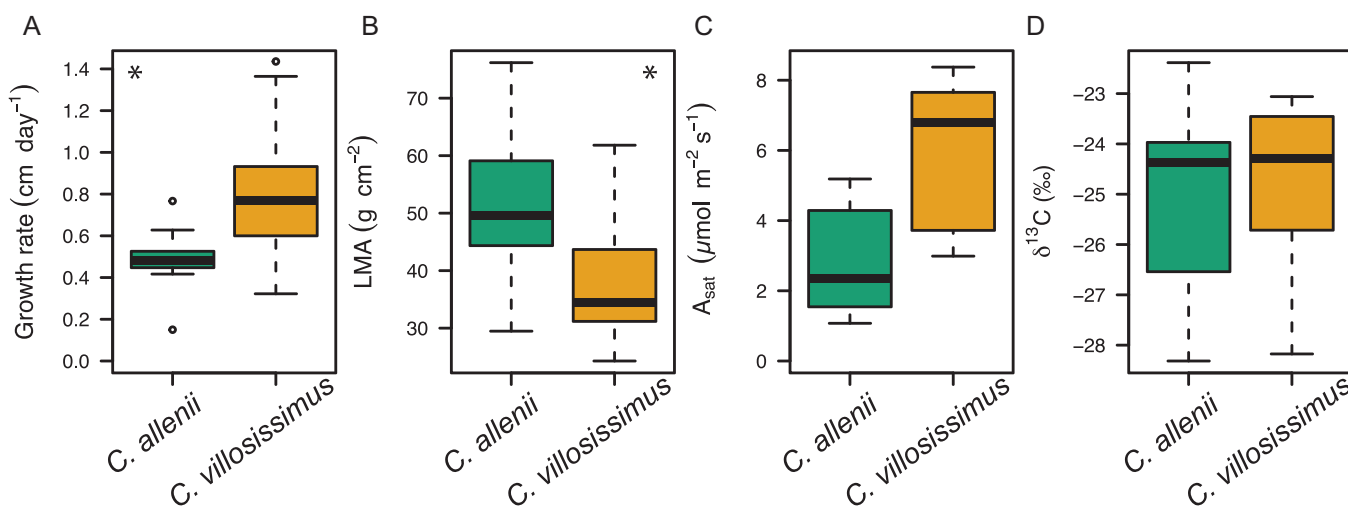 A
Growth rate (cm day⁻¹)
1.4
1.2
1.0
0.8
0.6
0.4
0.2
0.0
*
C. allenii
C. villosissimus
B
LMA (g cm⁻²)
70
60
50
40
30
*
C. allenii
C. villosissimus
C
Asat (µmol m⁻² s⁻¹)
8
6
4
2
0
C. allenii
C. villosissimus
D
δ¹³C (‰)
−23
−24
−25
−26
−27
−28
C. allenii
C. villosissimus